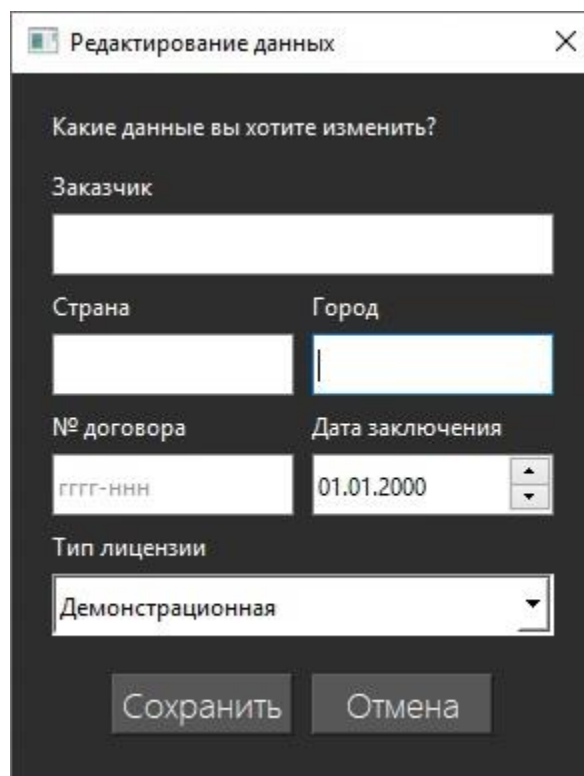 Редактирование данных
Какие данные вы хотите изменить?
Заказчик
Страна Город
№ договора Дата заключения
гггг-ннн 01.01.2000
Тип лицензии
Демонстрационная
Сохранить Отмена